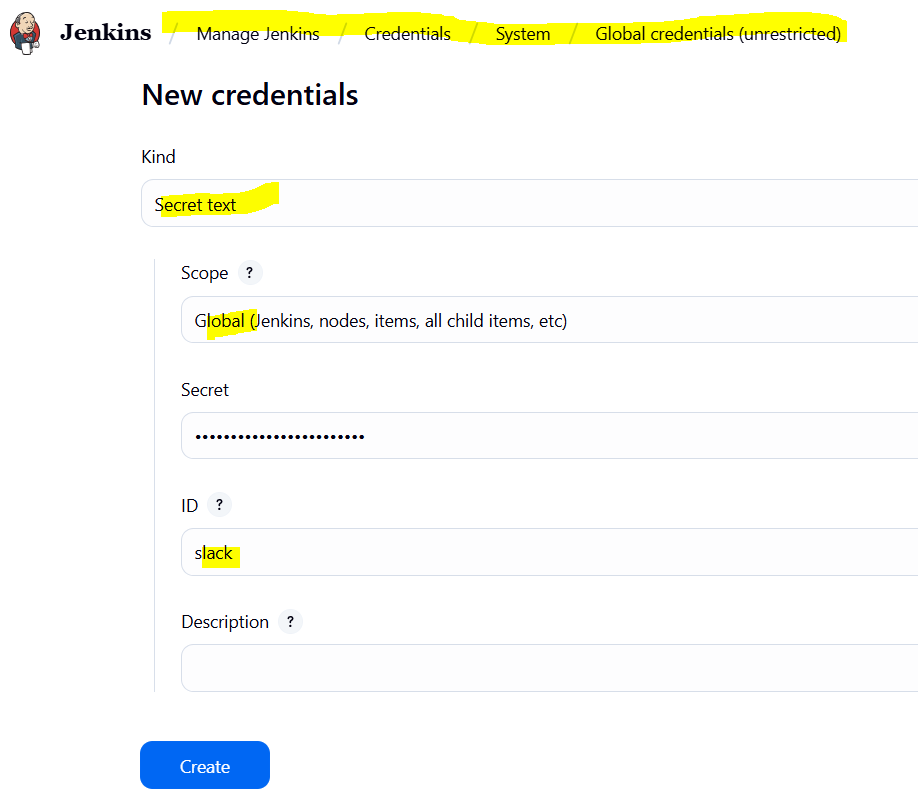 Jenkins / Manage Jenkins / Credentials / System / Global credentials (unrestricted)
New credentials
Kind
Secret text
Scope ?
Global (Jenkins, nodes, items, all child items, etc)
Secret
••••••••••••••••••••••••
ID ?
slack
Description ?
Create